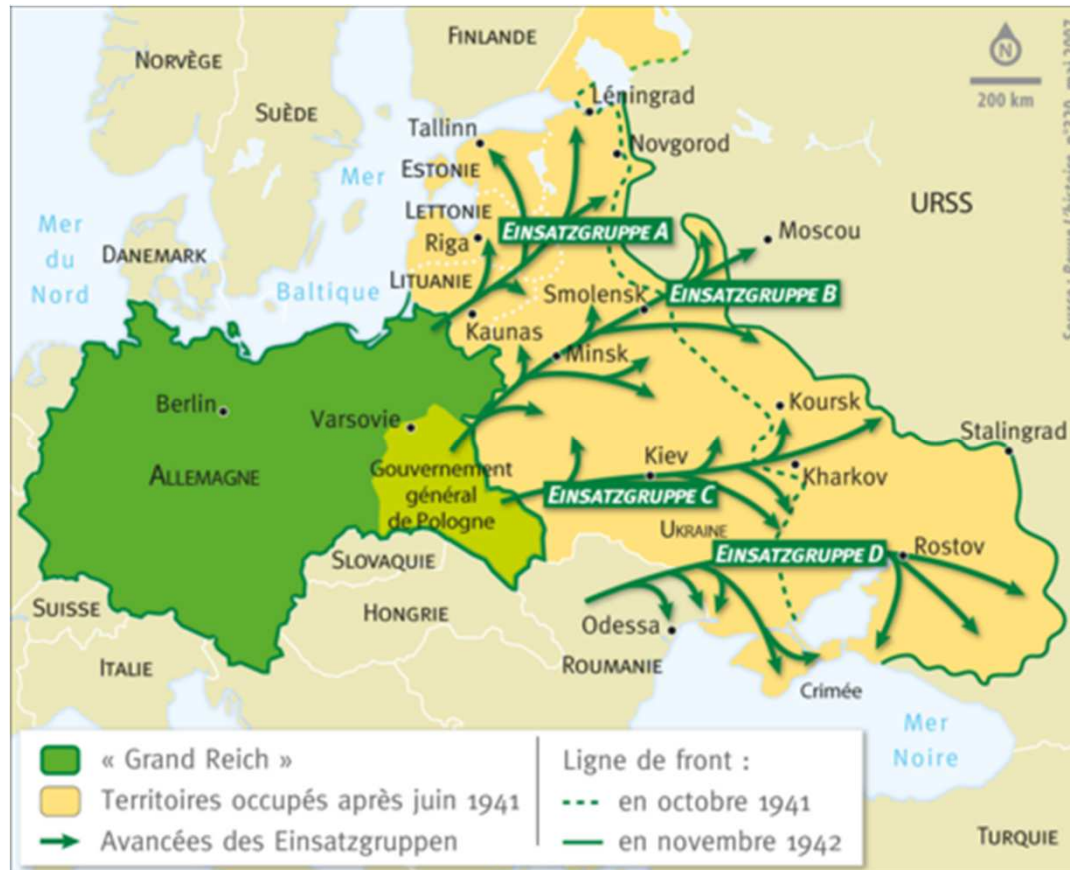 FINLANDE
NORVÈGE
N
200 km
SUÈDE
Léningrad
Tallinn
Novgorod
ESTONIE
Mer
Baltique
URSS
LETTONIE
Mer
du
Nord
EINSATZGRUPPE A
Moscou
Riga
DANEMARK
LITUANIE
EINSATZGRUPPE B
Smolensk
Kaunas
Minsk
Berlin
Varsovie
Koursk
Stalingrad
ALLEMAGNE
Gouvernement
général
de Pologne
Kiev
Kharkov
EINSATZGRUPPE C
UKRAINE
EINSATZGRUPPE D
Rostov
SLOVAQUIE
SUISSE
HONGRIE
Odessa
ITALIE
ROUMANIE
Crimée
Mer
Noire
« Grand Reich »
Territoires occupés après juin 1941
Avancées des Einsatzgruppen
Ligne de front :
en octobre 1941
en novembre 1942
TURQUIE